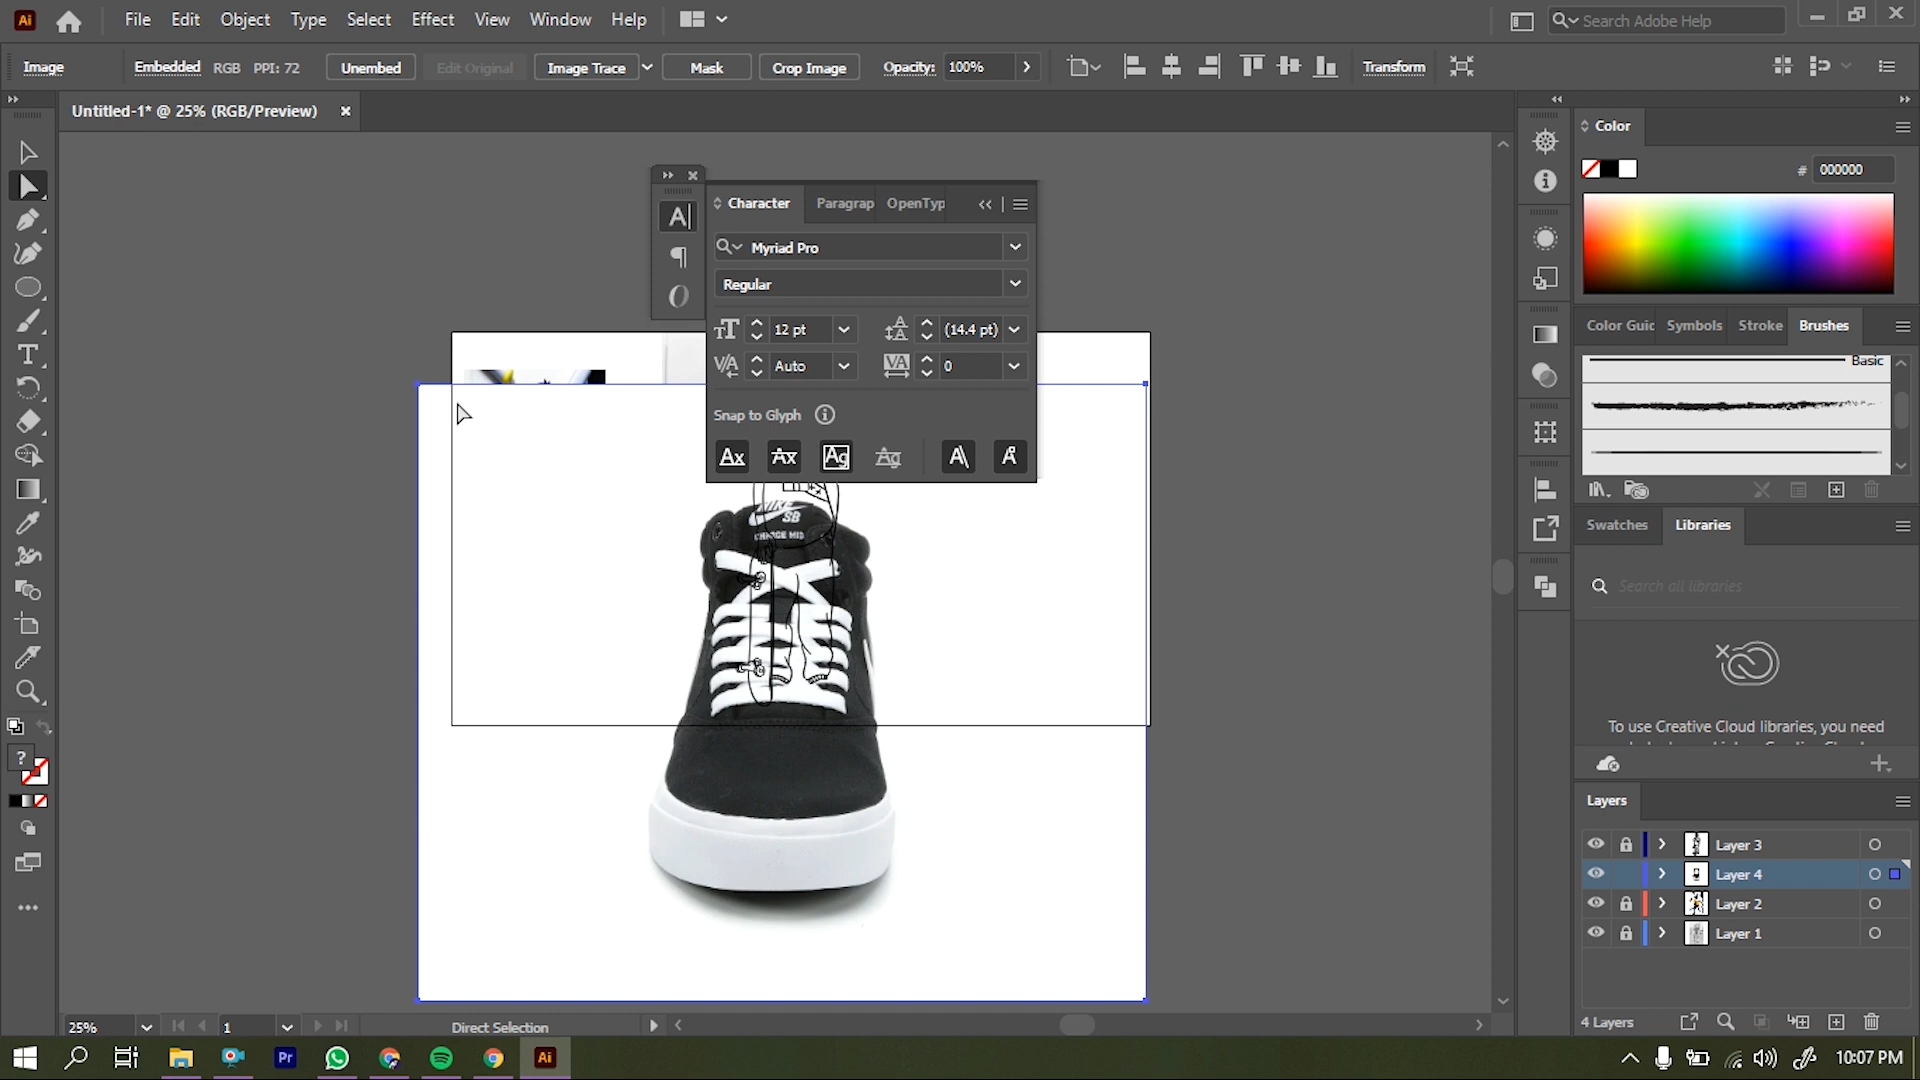 File Edit Object Type Select Effect View Window Help
Search Adobe Help
Image Embedded RGB PPI: 72 Unembed Edit Original Image Trace Mask Crop Image Opacity: 100% Transform
Untitled-1* @ 25% (RGB/Preview)
Color
# 000000
Character Paragrap OpenTyp
Myriad Pro
Regular
12 pt (14.4 pt)
Auto 0
Snap to Glyph
Color Guid Symbols Stroke Brushes
Basic
Swatches Libraries
Search all libraries
To use Creative Cloud libraries, you need
NIKE
SB
CHARGE MID
Layers
Layer 3
Layer 4
Layer 2
Layer 1
4 Layers
25% 1 Direct Selection
10:07 PM